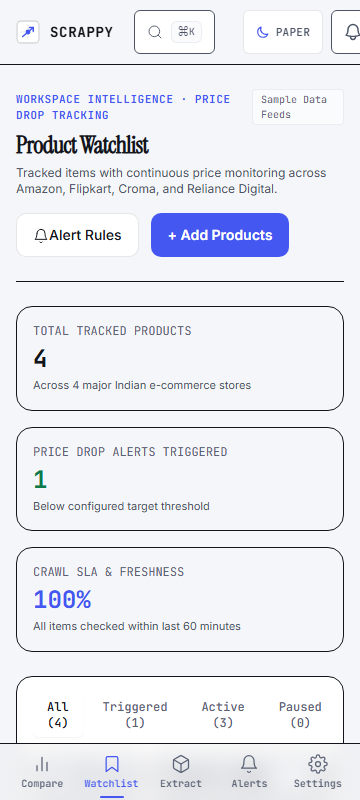 SCRAPPY
⌘K
PAPER
WORKSPACE INTELLIGENCE · PRICE
DROP TRACKING
Sample Data
Feeds
Product Watchlist
Tracked items with continuous price monitoring across
Amazon, Flipkart, Croma, and Reliance Digital.
Alert Rules
+ Add Products
TOTAL TRACKED PRODUCTS
4
Across 4 major Indian e-commerce stores
PRICE DROP ALERTS TRIGGERED
1
Below configured target threshold
CRAWL SLA & FRESHNESS
100%
All items checked within last 60 minutes
All
(4)
Triggered
(1)
Active
(3)
Paused
(0)
Compare
Watchlist
Extract
Alerts
Settings